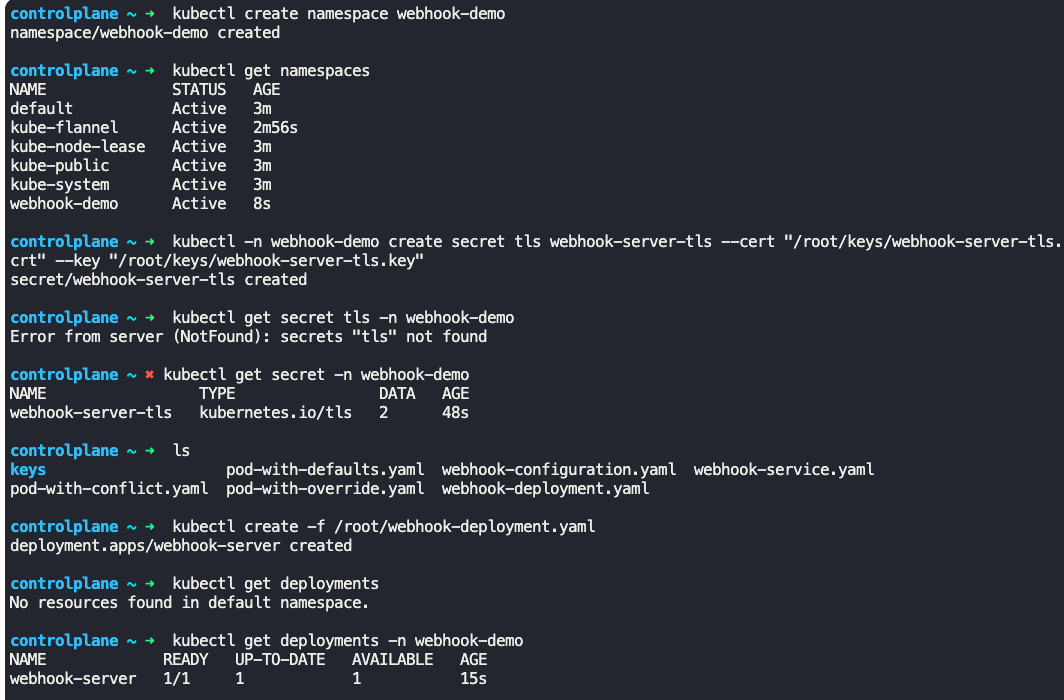 controlplane ~ ➜  kubectl create namespace webhook-demo
namespace/webhook-demo created
controlplane ~ ➜  kubectl get namespaces
NAME              STATUS   AGE
default           Active   3m
kube-flannel      Active   2m56s
kube-node-lease   Active   3m
kube-public       Active   3m
kube-system       Active   3m
webhook-demo      Active   8s
controlplane ~ ➜  kubectl -n webhook-demo create secret tls webhook-server-tls --cert "/root/keys/webhook-server-tls.
crt" --key "/root/keys/webhook-server-tls.key"
secret/webhook-server-tls created
controlplane ~ ➜  kubectl get secret tls -n webhook-demo
Error from server (NotFound): secrets "tls" not found
controlplane ~ ✖ kubectl get secret -n webhook-demo
NAME                 TYPE                DATA   AGE
webhook-server-tls   kubernetes.io/tls   2      48s
controlplane ~ ➜  ls
keys                    pod-with-defaults.yaml  webhook-configuration.yaml  webhook-service.yaml
pod-with-conflict.yaml  pod-with-override.yaml  webhook-deployment.yaml
controlplane ~ ➜  kubectl create -f /root/webhook-deployment.yaml
deployment.apps/webhook-server created
controlplane ~ ➜  kubectl get deployments
No resources found in default namespace.
controlplane ~ ➜  kubectl get deployments -n webhook-demo
NAME             READY   UP-TO-DATE   AVAILABLE   AGE
webhook-server   1/1     1            1           15s